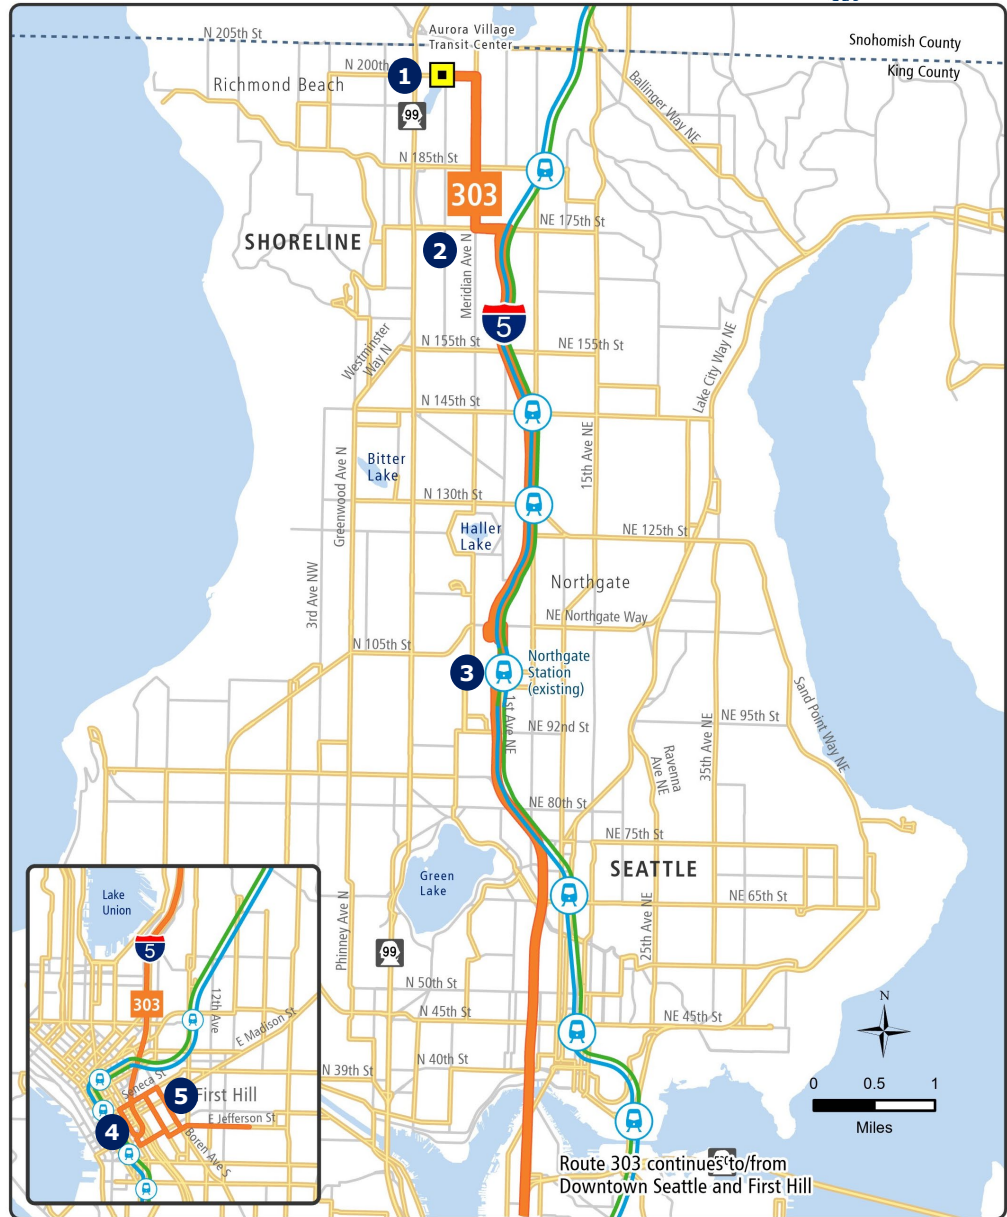 N 205th St
Aurora Village
Transit Center
Snohomish County
King County
N 200th
1
Richmond Beach
99
Ballinger Way NE
N 185th St
303
NE 175th St
SHORELINE
2
Meridian Ave N
5
Westminster
Way N
N 155th St
NE 155th St
Lake City Way NE
N 145th St
15th Ave NE
Greenwood Ave N
Bitter
Lake
N 130th St
Haller
Lake
NE 125th St
3rd Ave NW
Northgate
NE Northgate Way
N 105th St
3
Northgate
Station
(existing)
1st Ave NE
NE 92nd St
NE 95th St
35th Ave NE
Sand Point Way NE
Ravenna
Ave NE
NE 80th St
NE 75th St
SEATTLE
Green
Lake
NE 65th St
25th Ave NE
Phinney Ave N
99
N 50th St
N 45th St
NE 45th St
N 40th St
N 39th St
N
0 0.5 1
Miles
Route 303 continues to/from
Downtown Seattle and First Hill
Lake
Union
5
303
12th Ave
E Madison St
Seneca St
5
First Hill
4
E Jefferson St
Boren Ave S